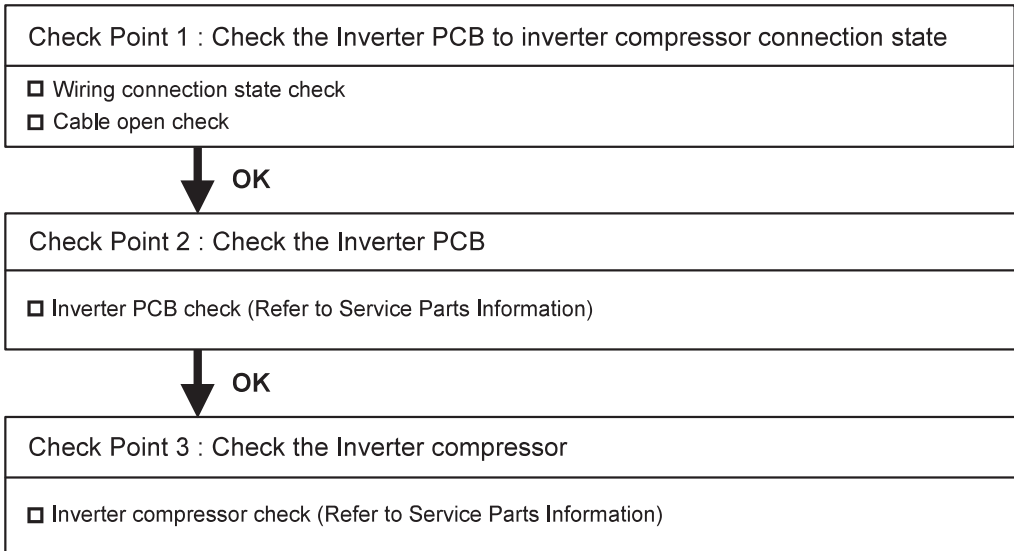 Check Point 1 : Check the Inverter PCB to inverter compressor connection state
Wiring connection state check
Cable open check
OK
Check Point 2 : Check the Inverter PCB
Inverter PCB check (Refer to Service Parts Information)
OK
Check Point 3 : Check the Inverter compressor
Inverter compressor check (Refer to Service Parts Information)